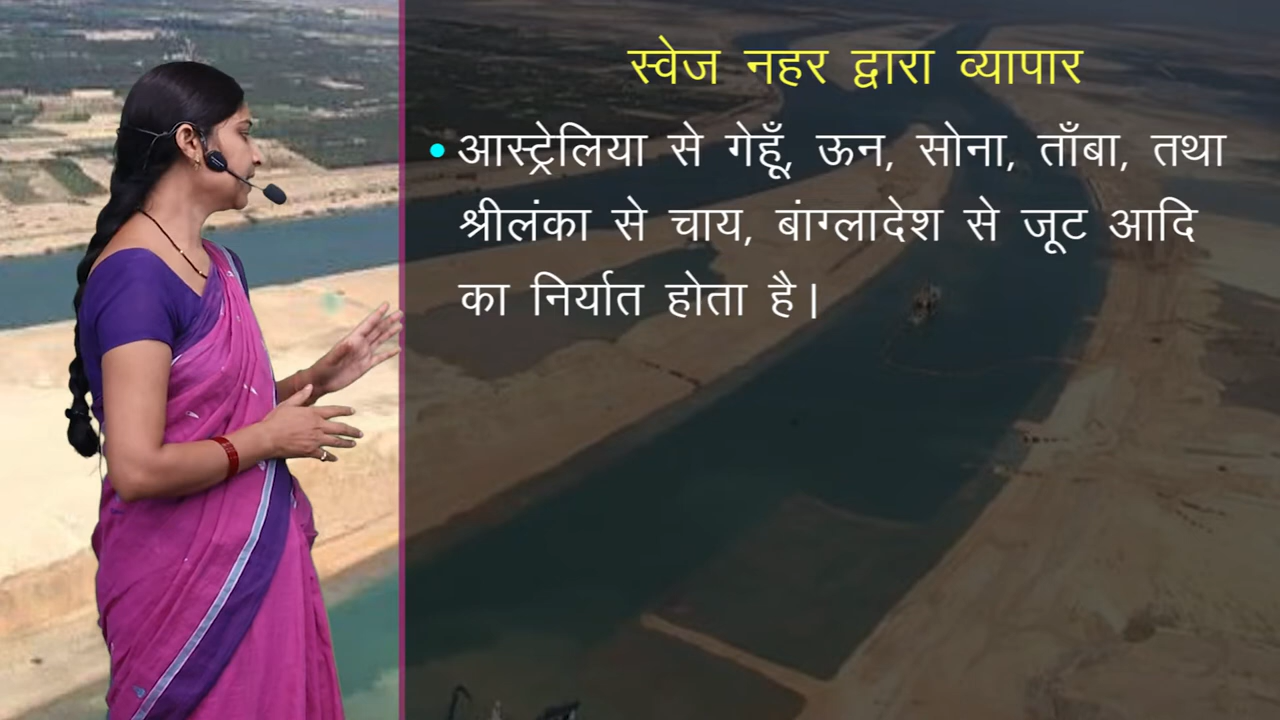 स्वेज नहर द्वारा व्यापार
• आस्ट्रेलिया से गेहूँ, ऊन, सोना, ताँबा, तथा
श्रीलंका से चाय, बांग्लादेश से जूट आदि
का निर्यात होता है।